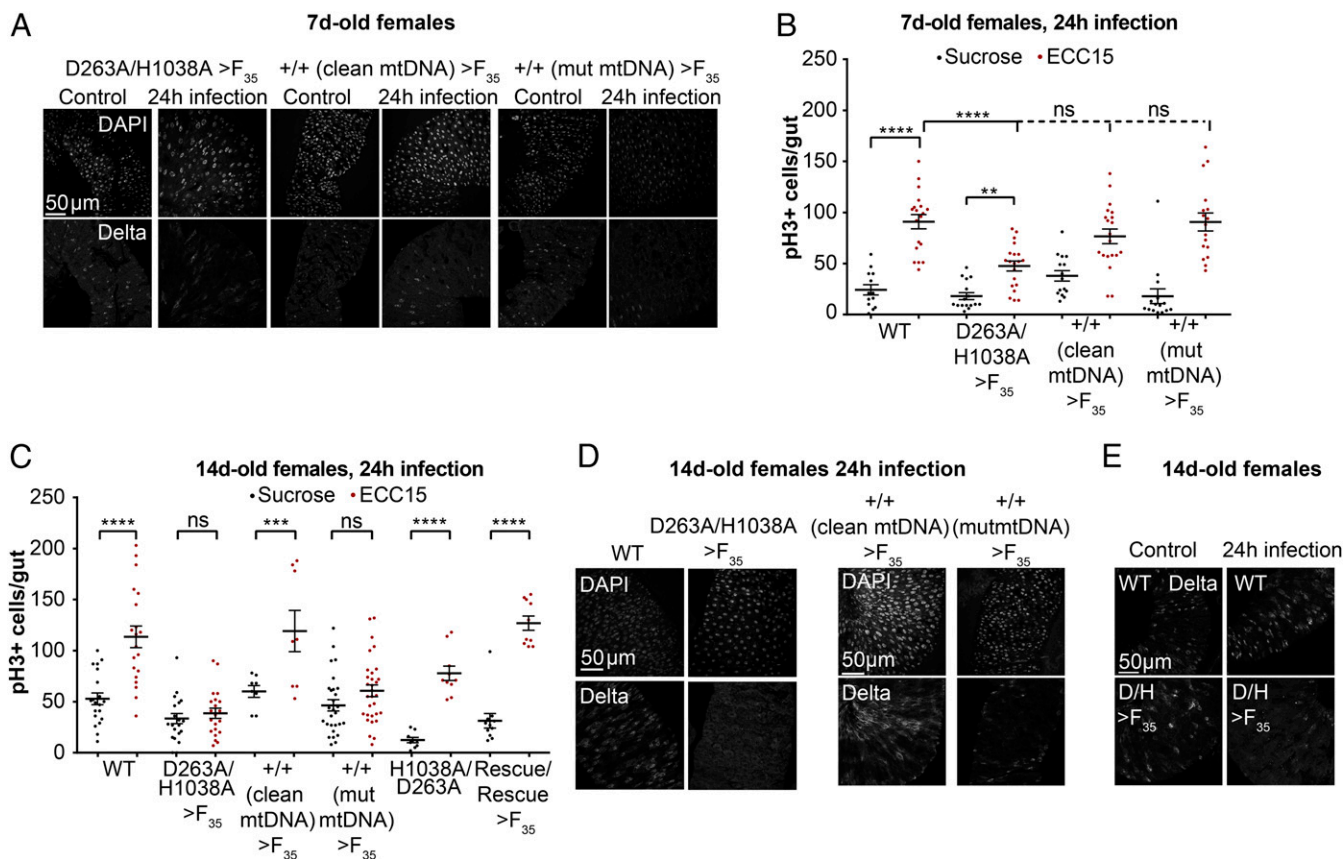 A
7d-old females
D263A/H1038A >F35 +/+ (clean mtDNA) >F35 +/+ (mut mtDNA) >F35
Control 24h infection Control 24h infection Control 24h infection
DAPI
50μm
Delta
B
7d-old females, 24h infection
Sucrose ECC15
pH3+ cells/gut
250
200
150
100
50
0
**** **** ns ns
**
WT
D263A/
H1038A
>F35
+/+
(clean
mtDNA)
>F35
+/+
(mut
mtDNA)
>F35
C
14d-old females, 24h infection
Sucrose ECC15
pH3+ cells/gut
250
200
150
100
50
0
**** ns *** ns **** ****
WT
D263A/
H1038A
>F35
+/+
(clean
mtDNA)
>F35
+/+
(mut
mtDNA)
>F35
H1038A/
D263A
Rescue/
Rescue
>F35
D
14d-old females 24h infection
WT
D263A/H1038A
>F35
+/+
(clean mtDNA)
>F35
+/+
(mutmtDNA)
>F35
DAPI
50μm
Delta
DAPI
50μm
Delta
E
14d-old females
Control 24h infection
WT Delta WT
50μm
D/H
>F35
D/H
>F35